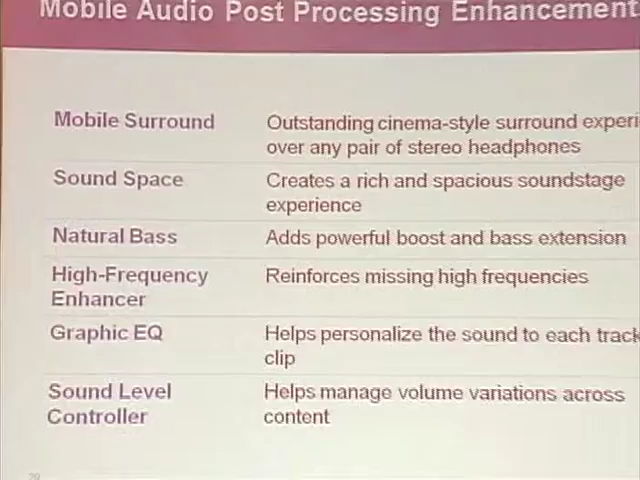 Mobile Audio Post Processing Enhancement
Mobile Surround
Outstanding cinema-style surround experi
over any pair of stereo headphones
Sound Space
Creates a rich and spacious soundstage
experience
Natural Bass
Adds powerful boost and bass extension
High-Frequency
Enhancer
Reinforces missing high frequencies
Graphic EQ
Helps personalize the sound to each track
clip
Sound Level
Controller
Helps manage volume variations across
content